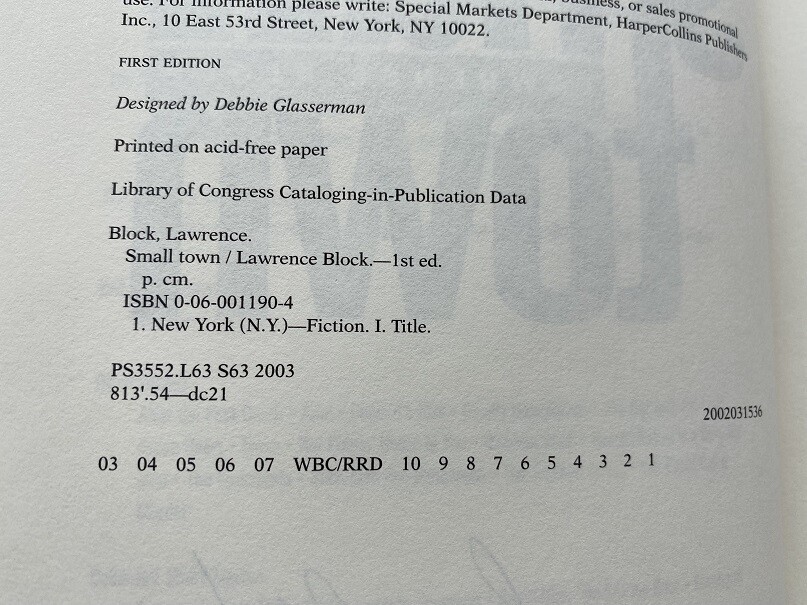 use. For information please write: Special Markets Department, HarperCollins Publishers
business, or sales promotional
Inc., 10 East 53rd Street, New York, NY 10022.
FIRST EDITION
Designed by Debbie Glasserman
Printed on acid-free paper
Library of Congress Cataloging-in-Publication Data
Block, Lawrence.
Small town / Lawrence Block.—1st ed.
p. cm.
ISBN 0-06-001190-4
1. New York (N.Y.)—Fiction. I. Title.
PS3552.L63 S63 2003
813'.54—dc21
2002031536
03 04 05 06 07 WBC/RRD 10 9 8 7 6 5 4 3 2 1